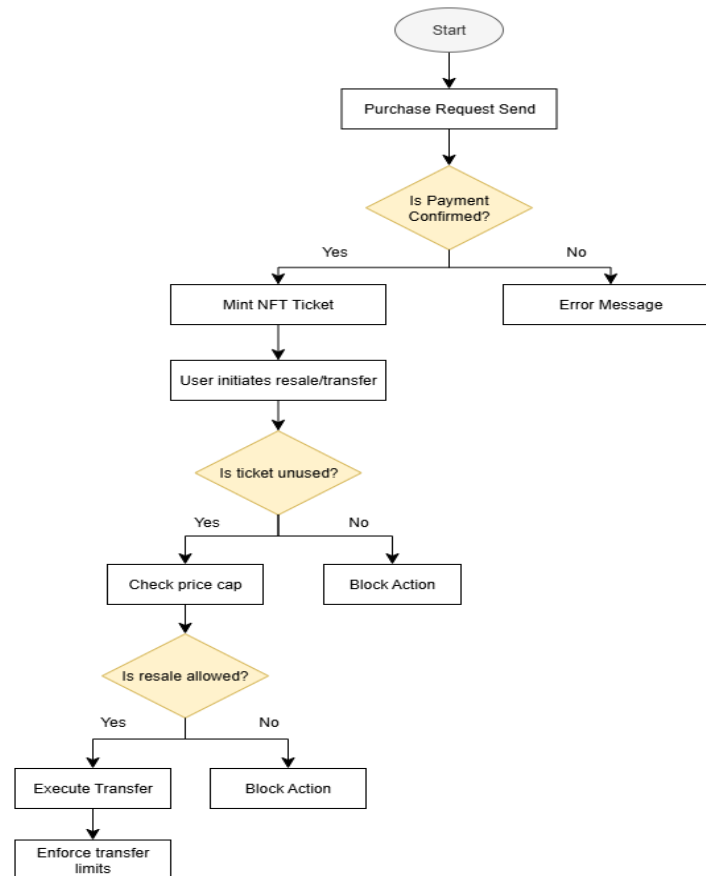 Start
Purchase Request Send
Is Payment
Confirmed?
Yes
No
Mint NFT Ticket
Error Message
User initiates resale/transfer
Is ticket unused?
Yes
No
Check price cap
Block Action
Is resale allowed?
Yes
No
Execute Transfer
Block Action
Enforce transfer
limits